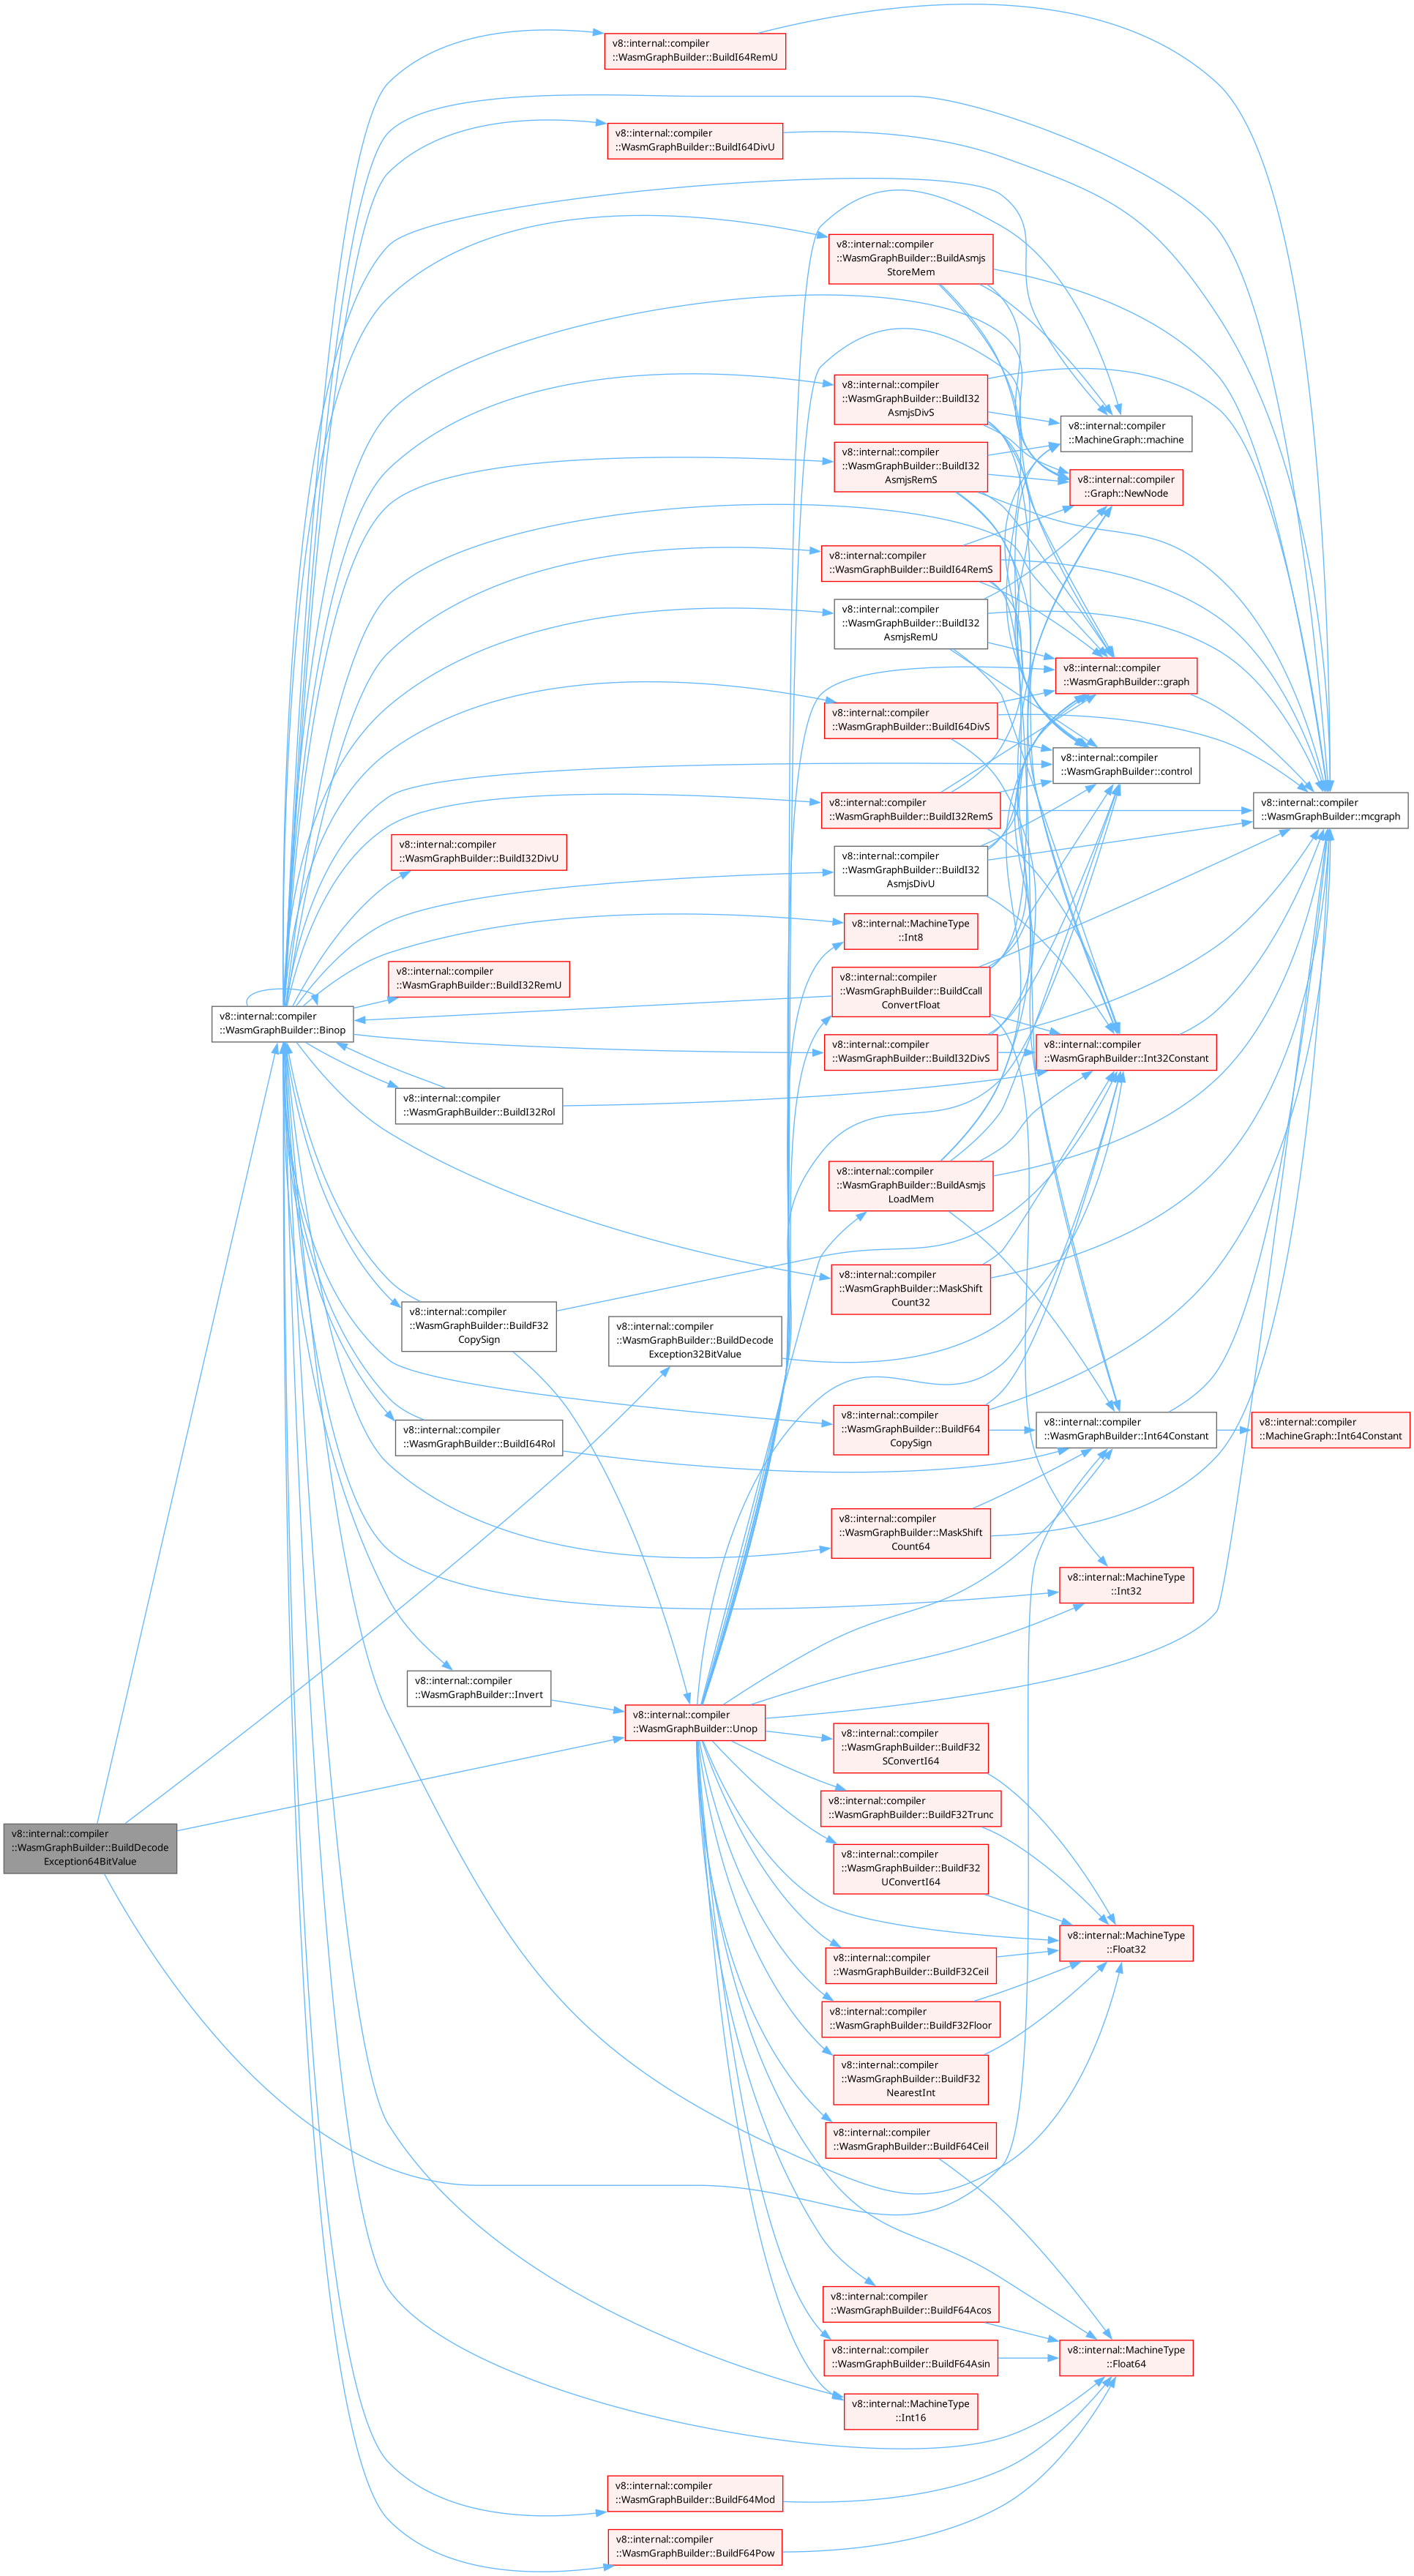 v8::internal::compiler
::WasmGraphBuilder::BuildI64RemU
v8::internal::compiler
::WasmGraphBuilder::BuildI64DivU
v8::internal::compiler
::WasmGraphBuilder::BuildAsmjs
StoreMem
v8::internal::compiler
::WasmGraphBuilder::BuildI32
AsmjsDivS
v8::internal::compiler
::MachineGraph::machine
v8::internal::compiler
::WasmGraphBuilder::BuildI32
AsmjsRemS
v8::internal::compiler
::Graph::NewNode
v8::internal::compiler
::WasmGraphBuilder::BuildI64RemS
v8::internal::compiler
::WasmGraphBuilder::BuildI32
AsmjsRemU
v8::internal::compiler
::WasmGraphBuilder::graph
v8::internal::compiler
::WasmGraphBuilder::BuildI64DivS
v8::internal::compiler
::WasmGraphBuilder::control
v8::internal::compiler
::WasmGraphBuilder::BuildI32RemS
v8::internal::compiler
::WasmGraphBuilder::mcgraph
v8::internal::compiler
::WasmGraphBuilder::BuildI32DivU
v8::internal::compiler
::WasmGraphBuilder::BuildI32
AsmjsDivU
v8::internal::MachineType
::Int8
v8::internal::compiler
::WasmGraphBuilder::BuildI32RemU
v8::internal::compiler
::WasmGraphBuilder::BuildCcall
ConvertFloat
v8::internal::compiler
::WasmGraphBuilder::Binop
v8::internal::compiler
::WasmGraphBuilder::BuildI32DivS
v8::internal::compiler
::WasmGraphBuilder::Int32Constant
v8::internal::compiler
::WasmGraphBuilder::BuildI32Rol
v8::internal::compiler
::WasmGraphBuilder::BuildAsmjs
LoadMem
v8::internal::compiler
::WasmGraphBuilder::MaskShift
Count32
v8::internal::compiler
::WasmGraphBuilder::BuildF32
CopySign
v8::internal::compiler
::WasmGraphBuilder::BuildDecode
Exception32BitValue
v8::internal::compiler
::WasmGraphBuilder::BuildI64Rol
v8::internal::compiler
::WasmGraphBuilder::BuildF64
CopySign
v8::internal::compiler
::WasmGraphBuilder::Int64Constant
v8::internal::compiler
::MachineGraph::Int64Constant
v8::internal::compiler
::WasmGraphBuilder::MaskShift
Count64
v8::internal::MachineType
::Int32
v8::internal::compiler
::WasmGraphBuilder::Invert
v8::internal::compiler
::WasmGraphBuilder::Unop
v8::internal::compiler
::WasmGraphBuilder::BuildF32
SConvertI64
v8::internal::compiler
::WasmGraphBuilder::BuildF32Trunc
v8::internal::compiler
::WasmGraphBuilder::BuildDecode
Exception64BitValue
v8::internal::compiler
::WasmGraphBuilder::BuildF32
UConvertI64
v8::internal::MachineType
::Float32
v8::internal::compiler
::WasmGraphBuilder::BuildF32Ceil
v8::internal::compiler
::WasmGraphBuilder::BuildF32Floor
v8::internal::compiler
::WasmGraphBuilder::BuildF32
NearestInt
v8::internal::compiler
::WasmGraphBuilder::BuildF64Ceil
v8::internal::compiler
::WasmGraphBuilder::BuildF64Acos
v8::internal::compiler
::WasmGraphBuilder::BuildF64Asin
v8::internal::MachineType
::Float64
v8::internal::MachineType
::Int16
v8::internal::compiler
::WasmGraphBuilder::BuildF64Mod
v8::internal::compiler
::WasmGraphBuilder::BuildF64Pow